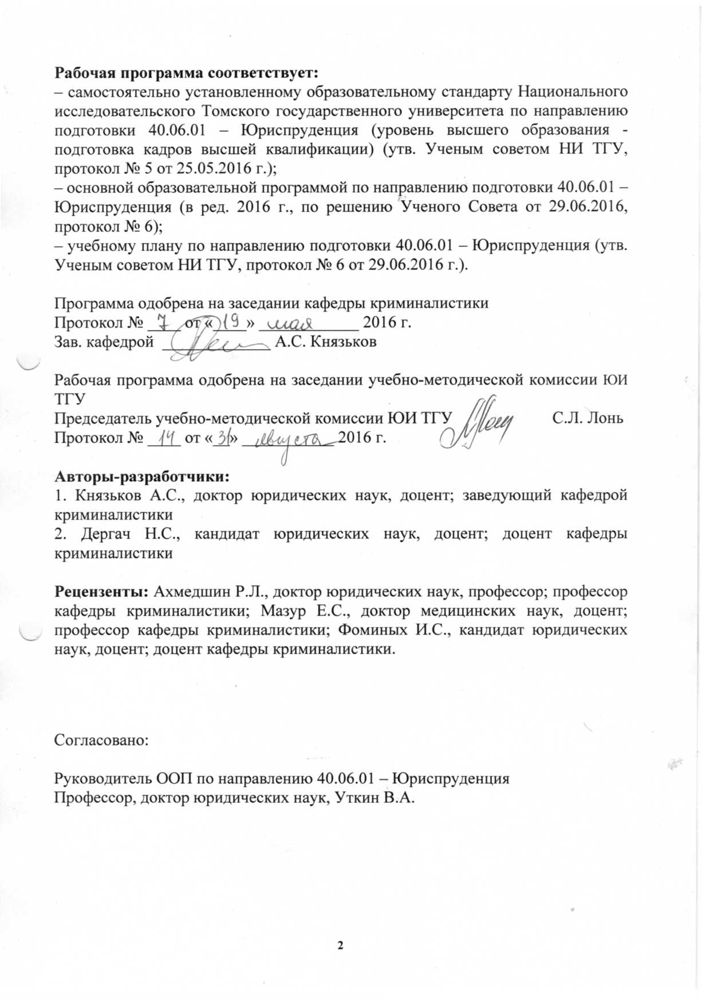 Рабочая программа соответствует:
– самостоятельно установленному образовательному стандарту Национального
исследовательского Томского государственного университета по направлению
подготовки 40.06.01 – Юриспруденция (уровень высшего образования -
подготовка кадров высшей квалификации) (утв. Ученым советом НИ ТГУ,
протокол № 5 от 25.05.2016 г.);
– основной образовательной программой по направлению подготовки 40.06.01 –
Юриспруденция (в ред. 2016 г., по решению Ученого Совета от 29.06.2016,
протокол № 6);
– учебному плану по направлению подготовки 40.06.01 – Юриспруденция (утв.
Ученым советом НИ ТГУ, протокол № 6 от 29.06.2016 г.).
Программа одобрена на заседании кафедры криминалистики
Протокол № 7 от «19» мая 2016 г.
Зав. кафедрой А.С. Князьков
Рабочая программа одобрена на заседании учебно-методической комиссии ЮИ
ТГУ
Председатель учебно-методической комиссии ЮИ ТГУ С.Л. Лонь
Протокол № 14 от «31» августа 2016 г.
Авторы-разработчики:
1. Князьков А.С., доктор юридических наук, доцент; заведующий кафедрой
криминалистики
2. Дергач Н.С., кандидат юридических наук, доцент; доцент кафедры
криминалистики
Рецензенты: Ахмедшин Р.Л., доктор юридических наук, профессор; профессор
кафедры криминалистики; Мазур Е.С., доктор медицинских наук, доцент;
профессор кафедры криминалистики; Фоминых И.С., кандидат юридических
наук, доцент; доцент кафедры криминалистики.
Согласовано:
Руководитель ООП по направлению 40.06.01 – Юриспруденция
Профессор, доктор юридических наук, Уткин В.А.
2